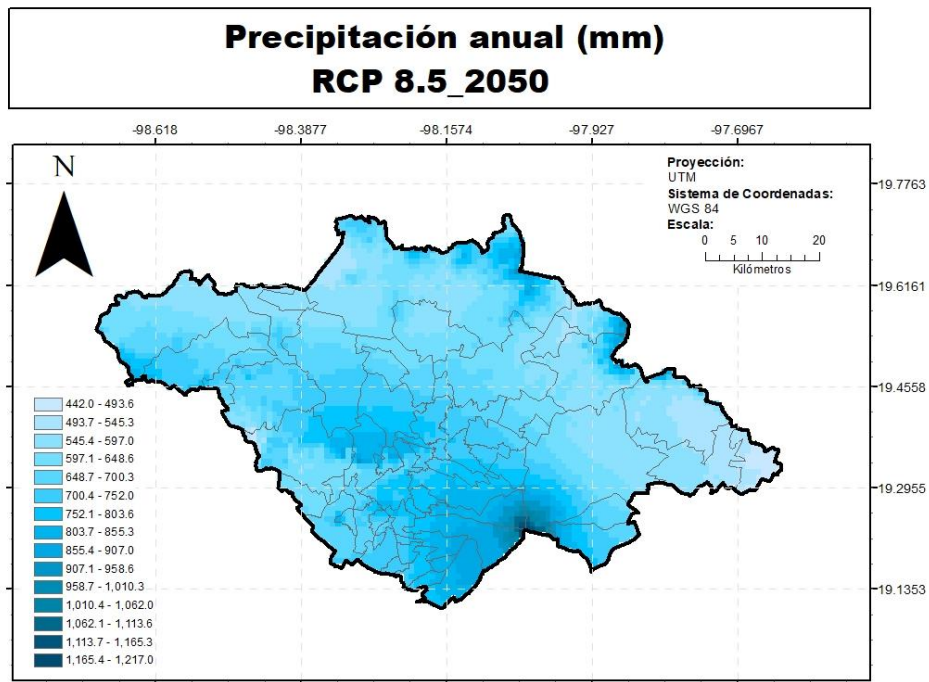 Precipitación anual (mm)
RCP 8.5_2050
-98.618 -98.3877 -98.1574 -97.927 -97.6967
N
Proyección:
UTM
Sistema de Coordenadas:
WGS 84
Escala:
0 5 10 20
Kilómetros
19.7763
19.6161
19.4558
19.2955
19.1353
442.0 - 493.6
493.7 - 545.3
545.4 - 597.0
597.1 - 648.6
648.7 - 700.3
700.4 - 752.0
752.1 - 803.6
803.7 - 855.3
855.4 - 907.0
907.1 - 958.6
958.7 - 1,010.3
1,010.4 - 1,062.0
1,062.1 - 1,113.6
1,113.7 - 1,165.3
1,165.4 - 1,217.0